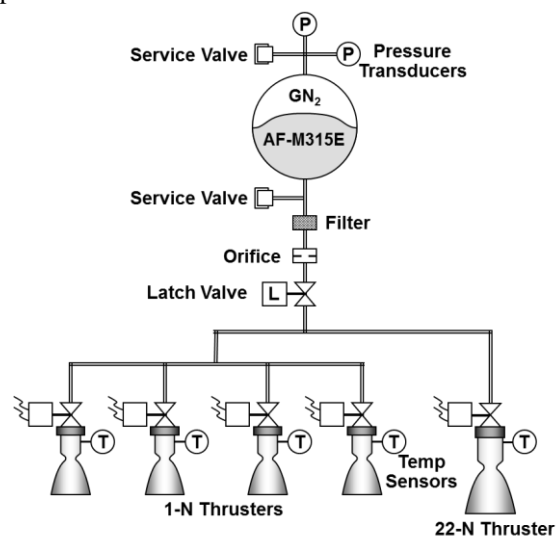 P
Service Valve
P
Pressure
Transducers
GN₂
AF-M315E
Service Valve
Filter
Orifice
Latch Valve
L
T
T
T
T
T
Temp
Sensors
1-N Thrusters
22-N Thruster